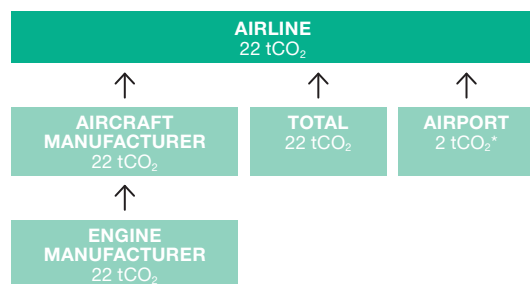 AIRLINE
22 tCO₂
AIRCRAFT
MANUFACTURER
22 tCO₂
TOTAL
22 tCO₂
AIRPORT
2 tCO₂*
ENGINE
MANUFACTURER
22 tCO₂